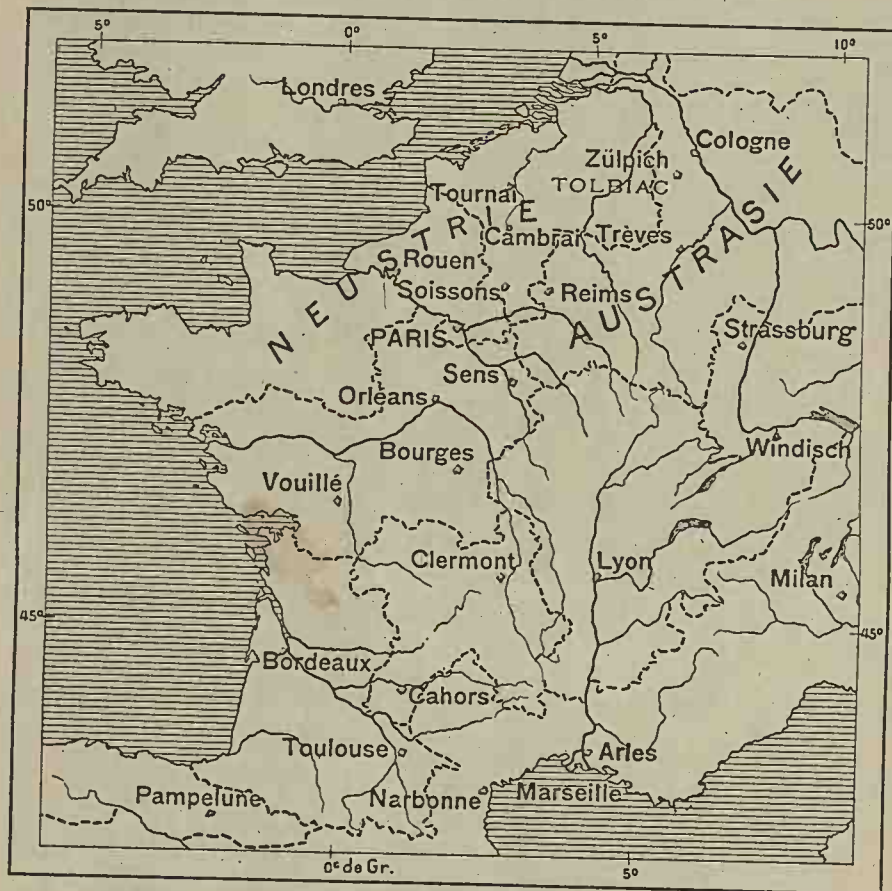 5° 0° 5° 10°
Londres
Cologne
Zülpich
TOLBIAC
Tournai
50° 50°
NEUSTRIE
AUSTRASIE
Cambrai
Trèves
Rouen
Soissons
Reims
PARIS
Strassburg
Sens
Orléans
Bourges
Windisch
Vouillé
Clermont
Lyon
Milan
45° 45°
Bordeaux
Cahors
Toulouse
Arles
Pampelune
Narbonne
Marseille
0° de Gr. 5°